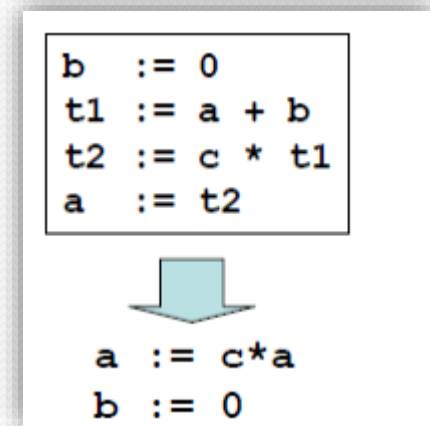 b := 0
t1 := a + b
t2 := c * t1
a := t2
a := c*a
b := 0